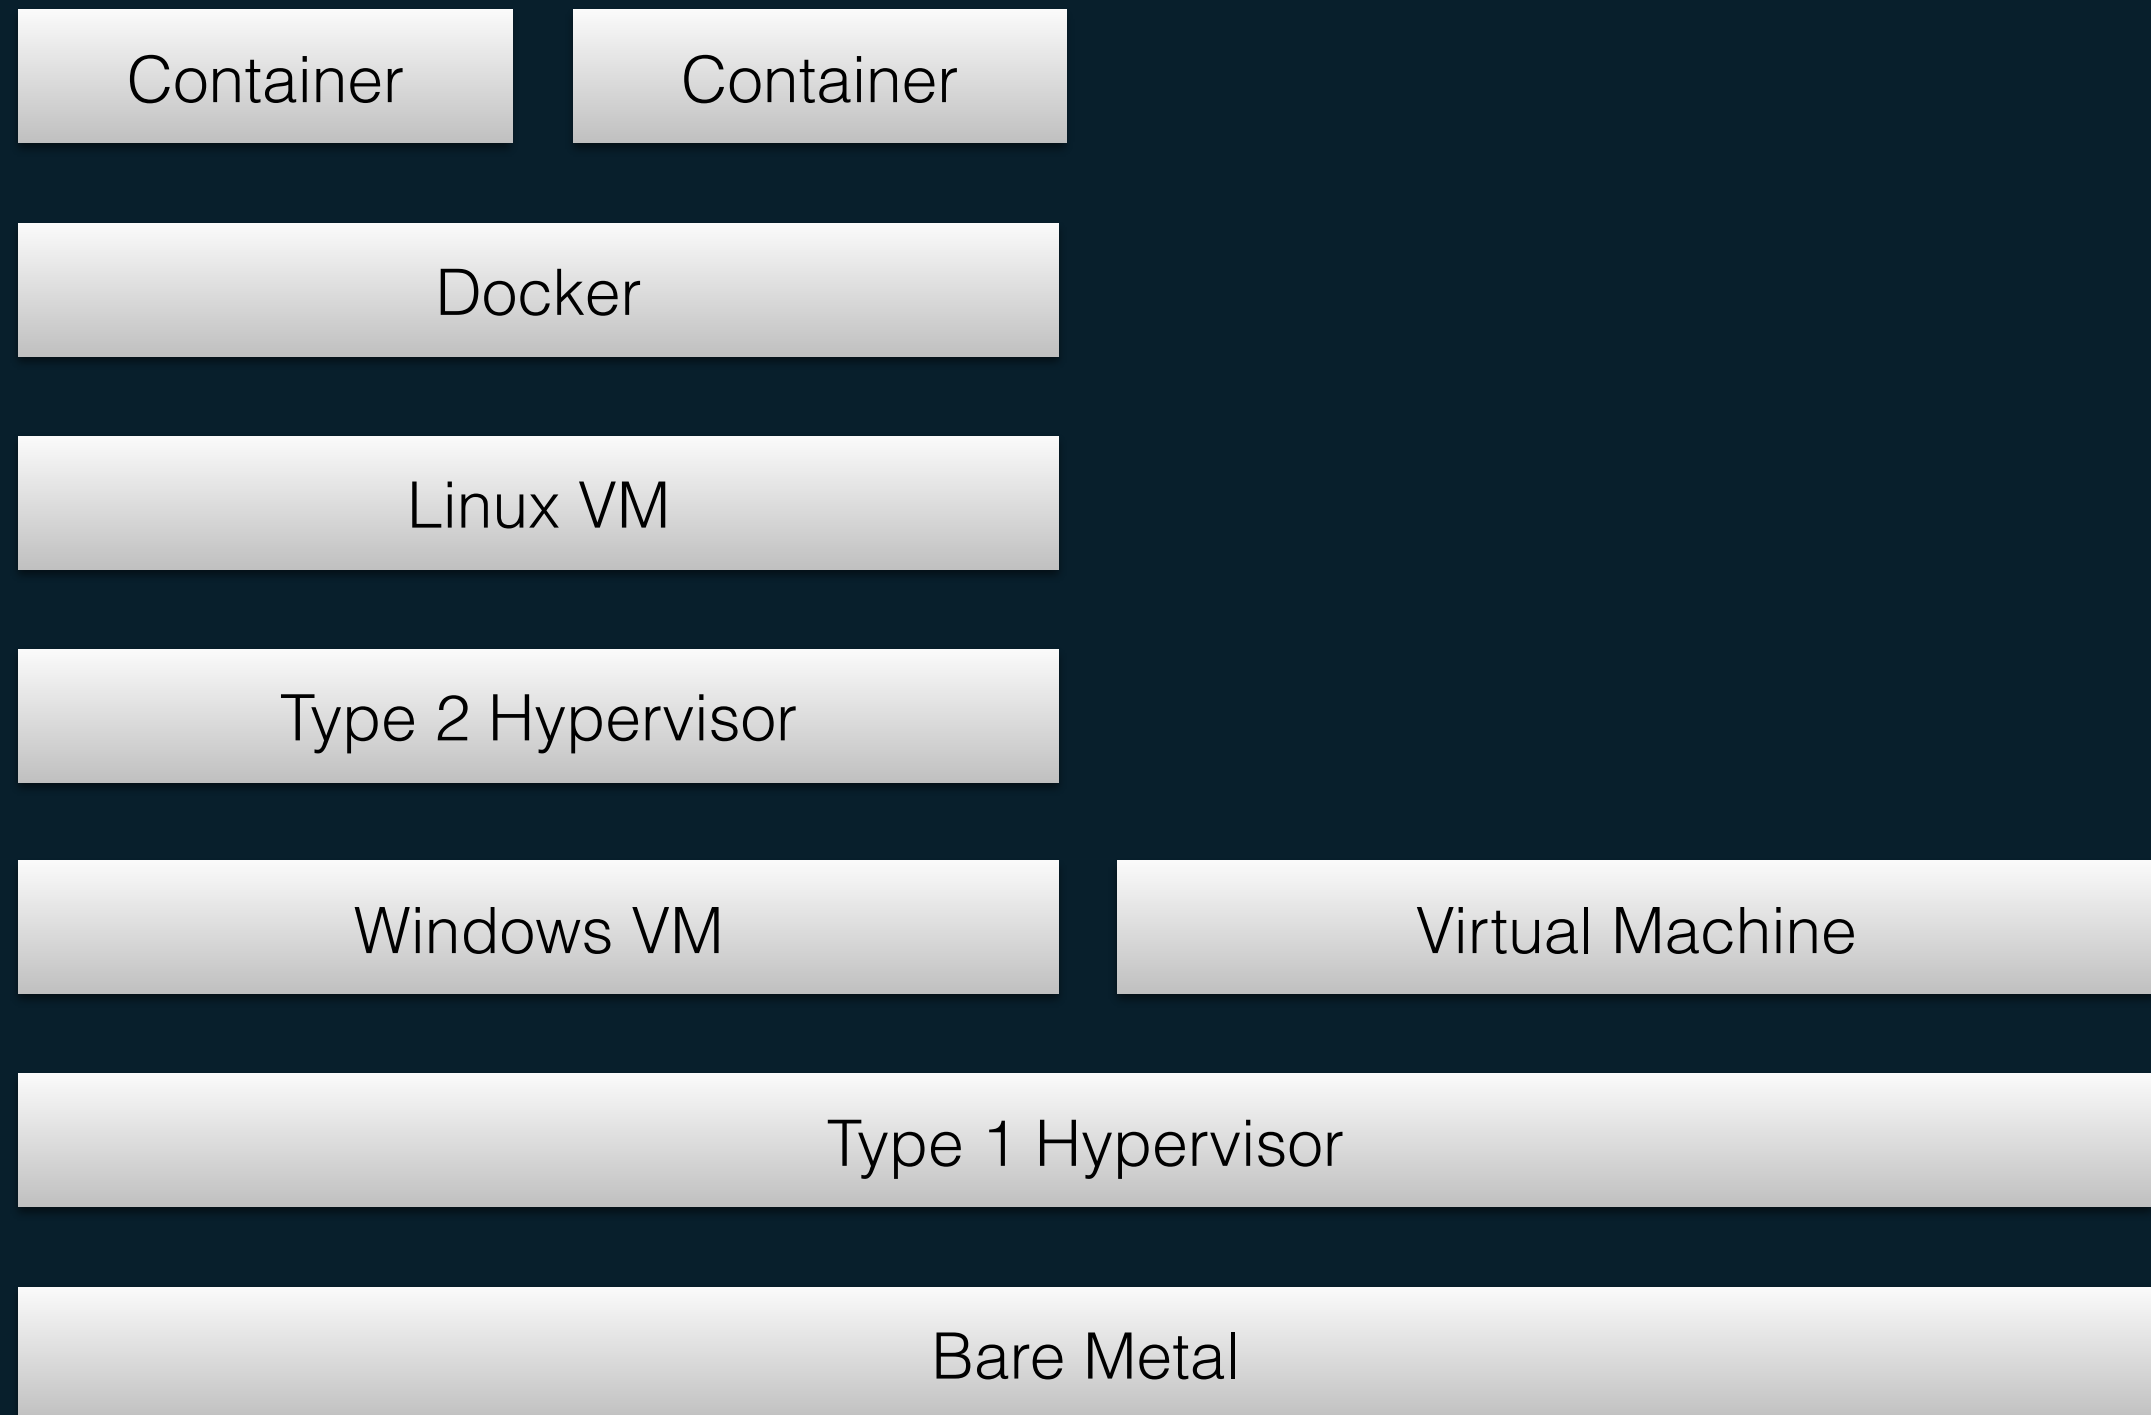 Container
Container
Docker
Linux VM
Type 2 Hypervisor
Windows VM
Virtual Machine
Type 1 Hypervisor
Bare Metal